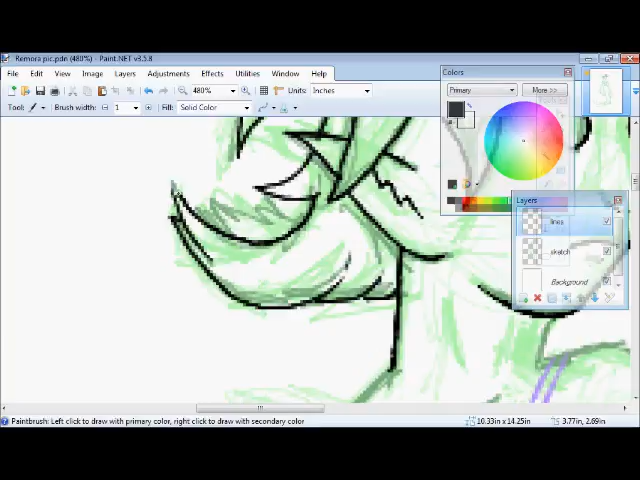 Remora pic.pdn (480%) - Paint.NET v3.5.8
File Edit View Image Layers Adjustments Effects Utilities Window Help
480% Units: Inches
Tool: Brush width: 1 Fill: Solid Color
Colors
Primary More >>
Layers
lines
sketch
Background
Paintbrush: Left click to draw with primary color, right click to draw with secondary color 10.33in x 14.25in 3.77in, 2.69in